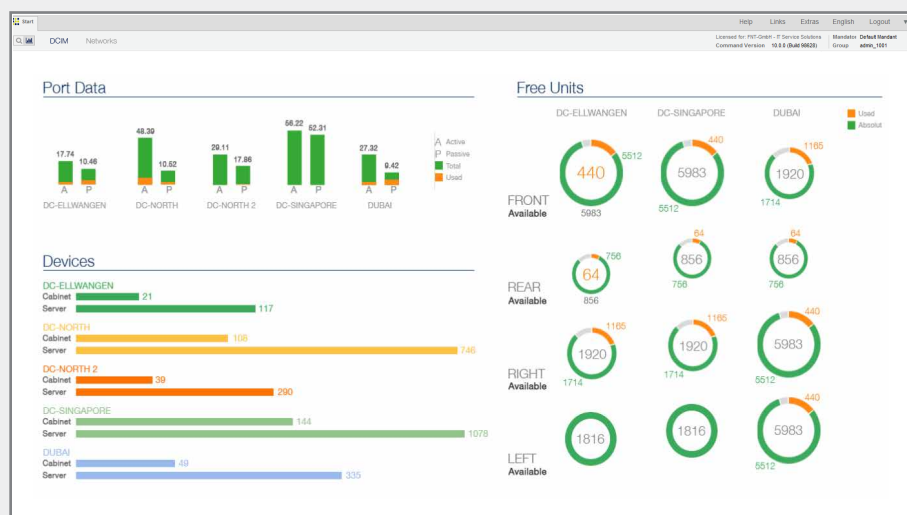 Start
Help Links Extras English Logout
DCIM Networks
Licensed for: FNT-GmbH - IT Service Solutions Mandator Default Mandant
Command Version 10.0.0 (Build 98628) Group admin_1001
Port Data
17.74 10.46 48.39 10.52 29.11 17.86 56.22 52.31 27.32 9.42
A P A P A P A P A P
DC-ELLWANGEN DC-NORTH DC-NORTH 2 DC-SINGAPORE DUBAI
A Active
P Passive
Total
Used
Devices
DC-ELLWANGEN
Cabinet 21
Server 117
DC-NORTH
Cabinet 108
Server 746
DC-NORTH 2
Cabinet 39
Server 290
DC-SINGAPORE
Cabinet 144
Server 1078
DUBAI
Cabinet 49
Server 335
Free Units
DC-ELLWANGEN DC-SINGAPORE DUBAI
Used
Absolut
FRONT
Available
440 5512 5983
440 5983 5512
1165 1920 1714
REAR
Available
756 64 856
64 856 756
64 856 756
RIGHT
Available
1165 1920 1714
1165 1920 1714
440 5983 5512
LEFT
Available
1816
1816
440 5983 5512